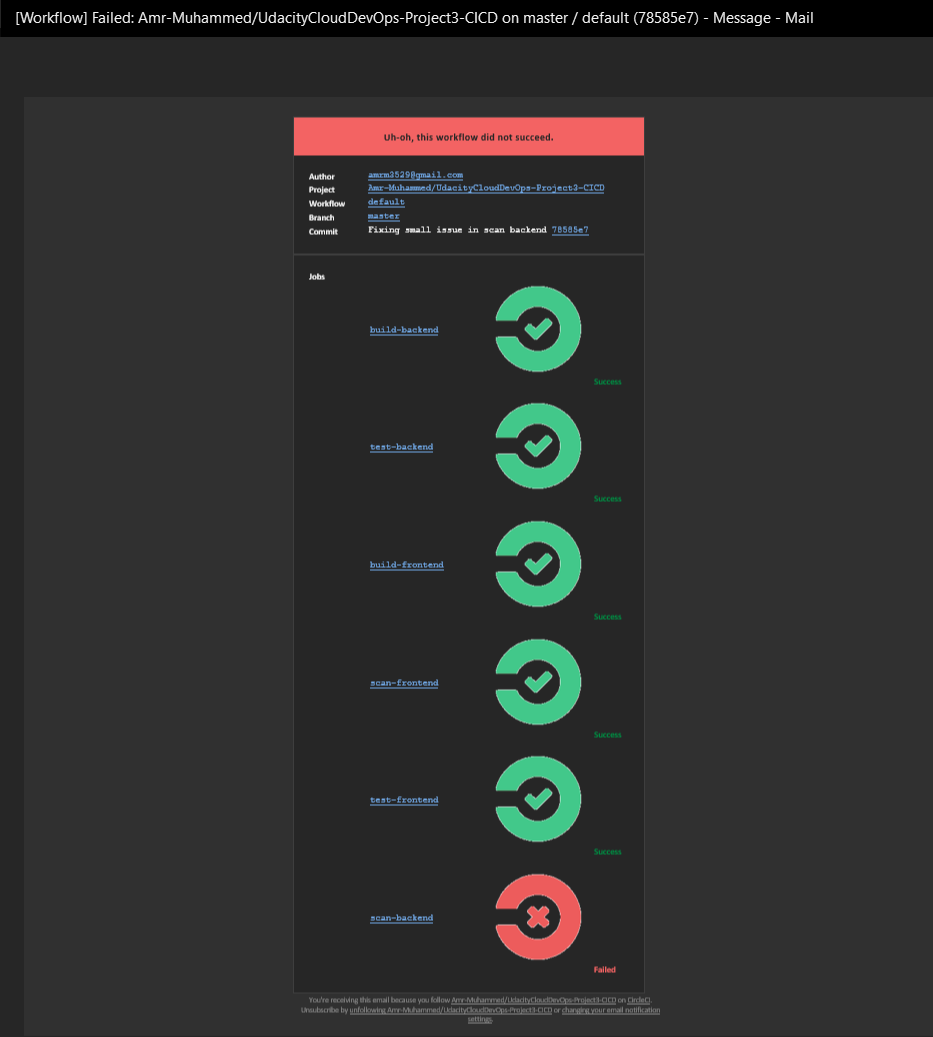 [Workflow] Failed: Amr-Muhammed/UdacityCloudDevOps-Project3-CICD on master / default (78585e7) - Message - Mail
Uh-oh, this workflow did not succeed.
Author amrm3529@gmail.com
Project Amr-Muhammed/UdacityCloudDevOps-Project3-CICD
Workflow default
Branch master
Commit Fixing small issue in scan backend 78585e7
Jobs
build-backend
Success
test-backend
Success
build-frontend
Success
scan-frontend
Success
test-frontend
Success
scan-backend
Failed
You're receiving this email because you follow Amr-Muhammed/UdacityCloudDevOps-Project3-CICD on CircleCI.
Unsubscribe by unfollowing Amr-Muhammed/UdacityCloudDevOps-Project3-CICD or changing your email notification
settings.